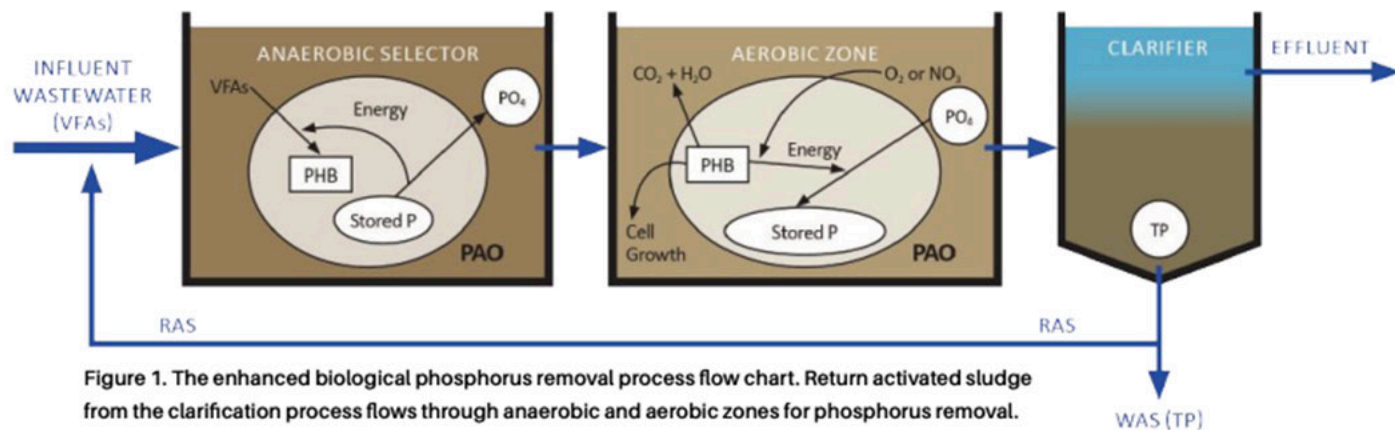 INFLUENT
WASTEWATER
(VFAs)
ANAEROBIC SELECTOR
VFAs
Energy
PO₄
PHB
Stored P
PAO
AEROBIC ZONE
CO₂ + H₂O
O₂ or NO₃
PO₄
PHB
Energy
Cell
Growth
Stored P
PAO
CLARIFIER
EFFLUENT
TP
RAS
RAS
WAS (TP)
Figure 1. The enhanced biological phosphorus removal process flow chart. Return activated sludge
from the clarification process flows through anaerobic and aerobic zones for phosphorus removal.